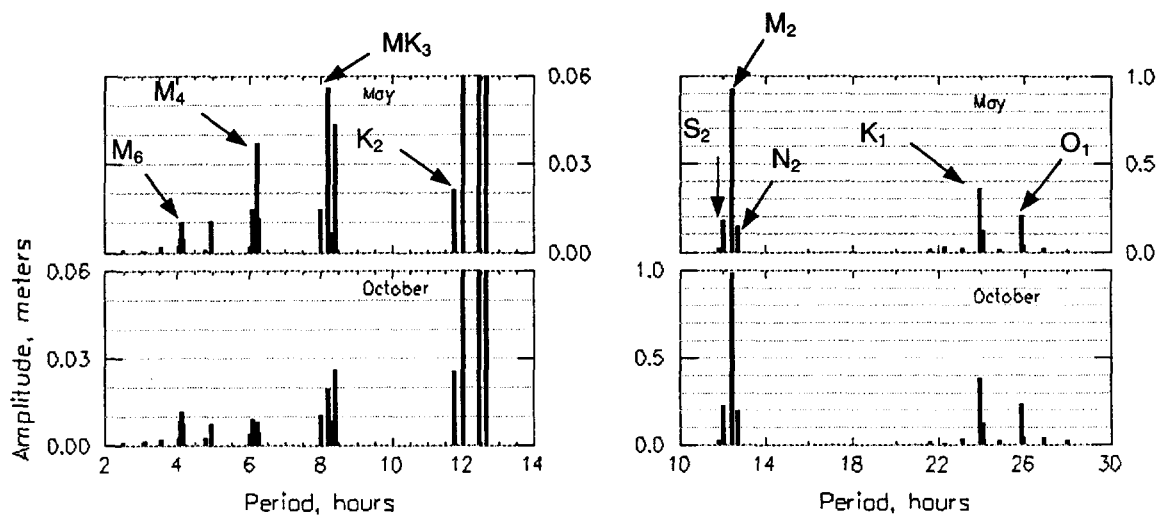 MK₃
M₂
0.06
1.0
May
May
M₄
S₂
K₂
K₁
O₁
M₆
N₂
0.03
0.5
0.00
0.0
0.06
1.0
October
October
0.03
0.5
0.00
0.0
2 4 6 8 10 12 14
10 14 18 22 26 30
Period, hours
Period, hours
Amplitude, meters